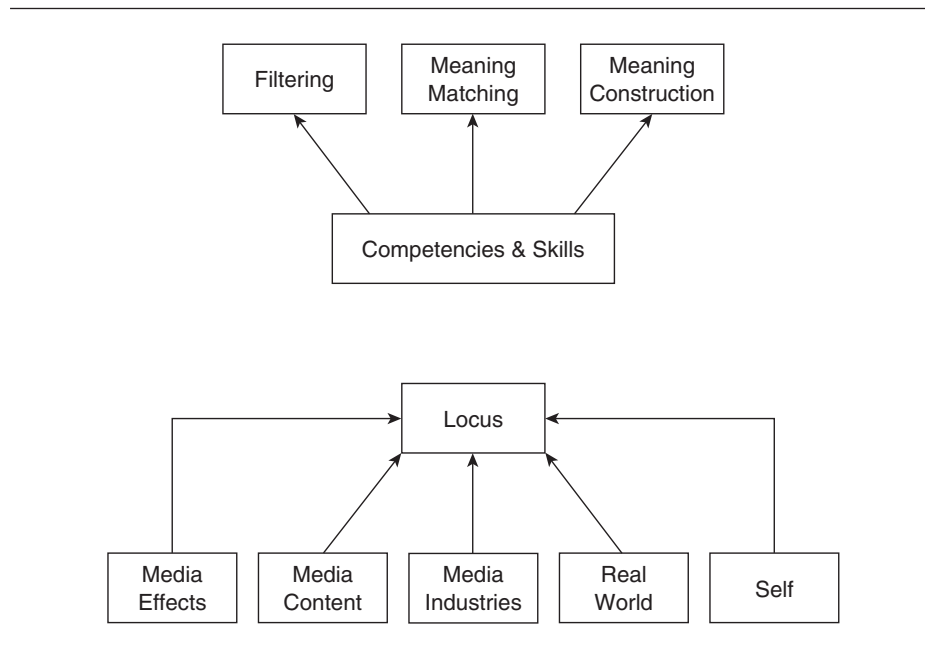 Filtering
Meaning
Matching
Meaning
Construction
Competencies & Skills
Locus
Media
Effects
Media
Content
Media
Industries
Real
World
Self